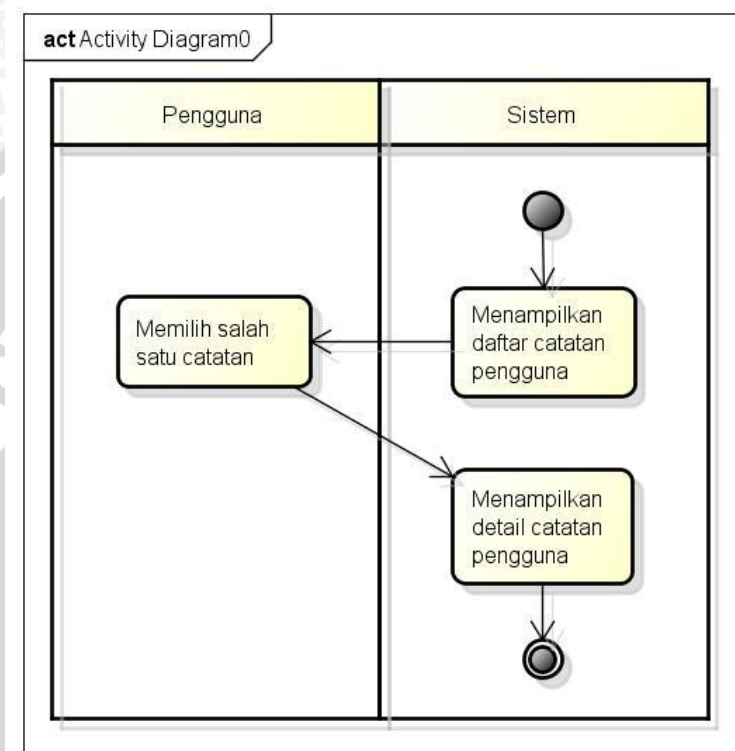 act Activity Diagram0
Pengguna
Sistem
Menampilkan
daftar catatan
pengguna
Memilih salah
satu catatan
Menampilkan
detail catatan
pengguna